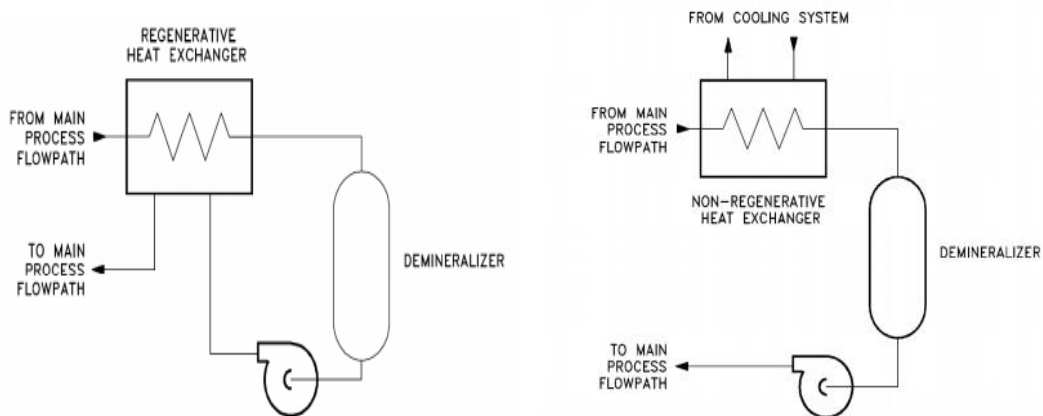 REGENERATIVE
HEAT EXCHANGER
FROM MAIN
PROCESS
FLOWPATH
TO MAIN
PROCESS
FLOWPATH
DEMINERALIZER
FROM COOLING SYSTEM
FROM MAIN
PROCESS
FLOWPATH
NON-REGENERATIVE
HEAT EXCHANGER
DEMINERALIZER
TO MAIN
PROCESS
FLOWPATH